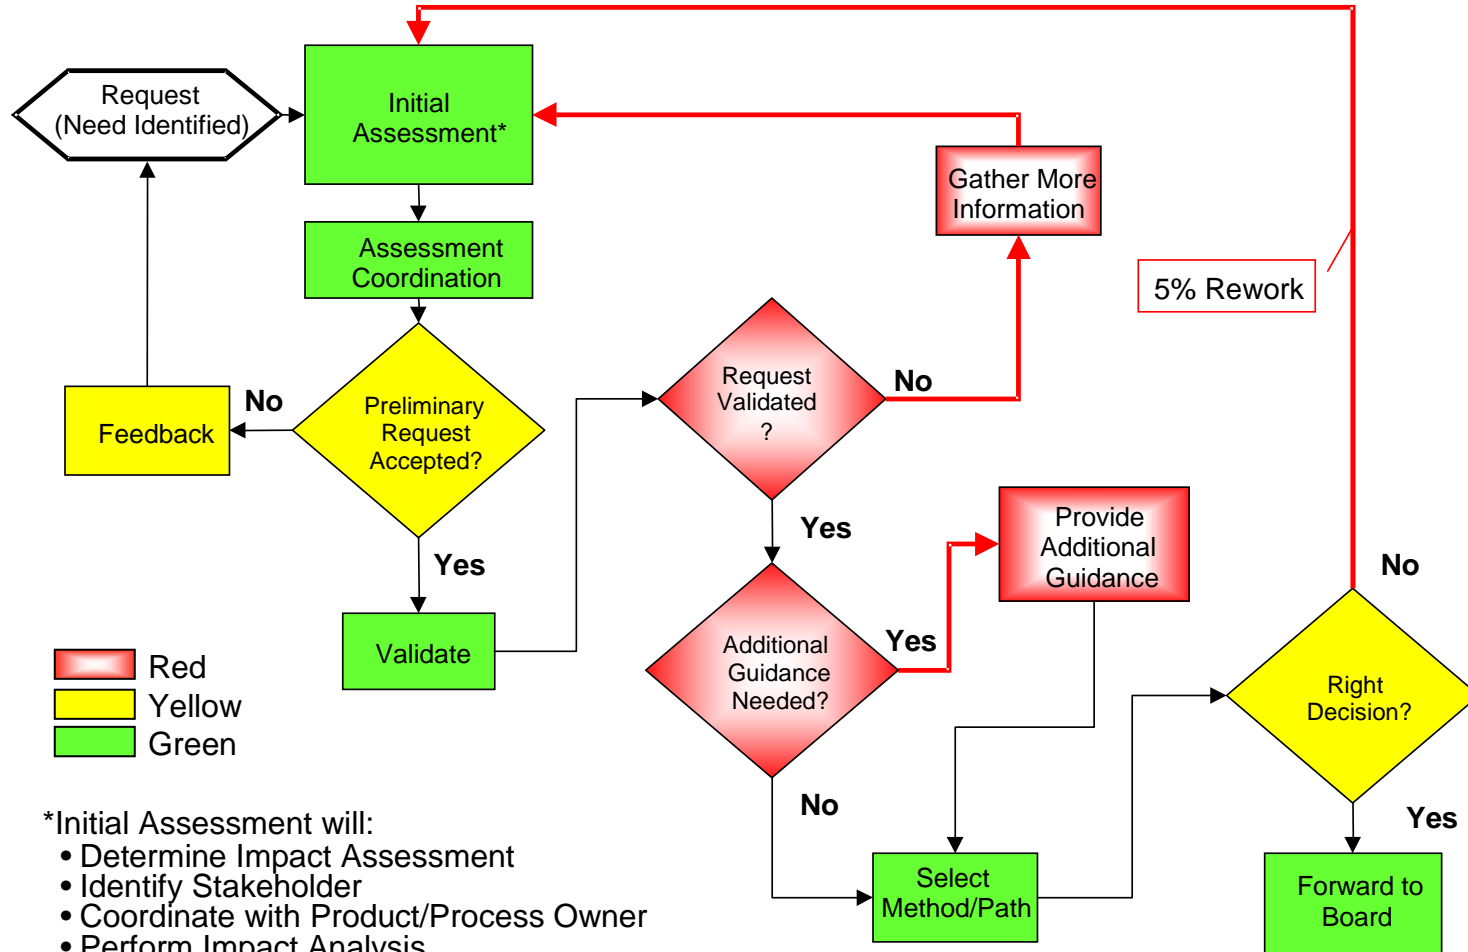 Request
(Need Identified)
Initial
Assessment*
Gather More
Information
Assessment
Coordination
5% Rework
Request
Validated
?
No
Preliminary
Request
Accepted?
No
Feedback
Yes
Provide
Additional
Guidance
Yes
No
Validate
Additional
Guidance
Needed?
Yes
Right
Decision?
Red
Yellow
Green
No
Yes
*Initial Assessment will:
• Determine Impact Assessment
• Identify Stakeholder
• Coordinate with Product/Process Owner
• Perform Impact Analysis
Select
Method/Path
Forward to
Board